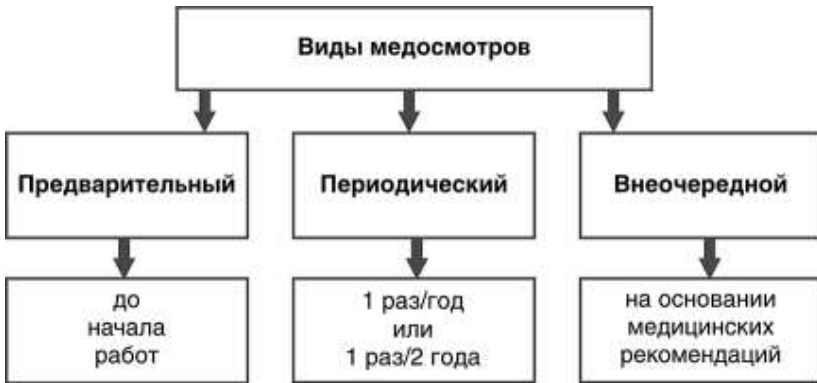 Виды медосмотров
Предварительный
Периодический
Внеочередной
до
начала
работ
1 раз/год
или
1 раз/2 года
на основании
медицинских
рекомендаций